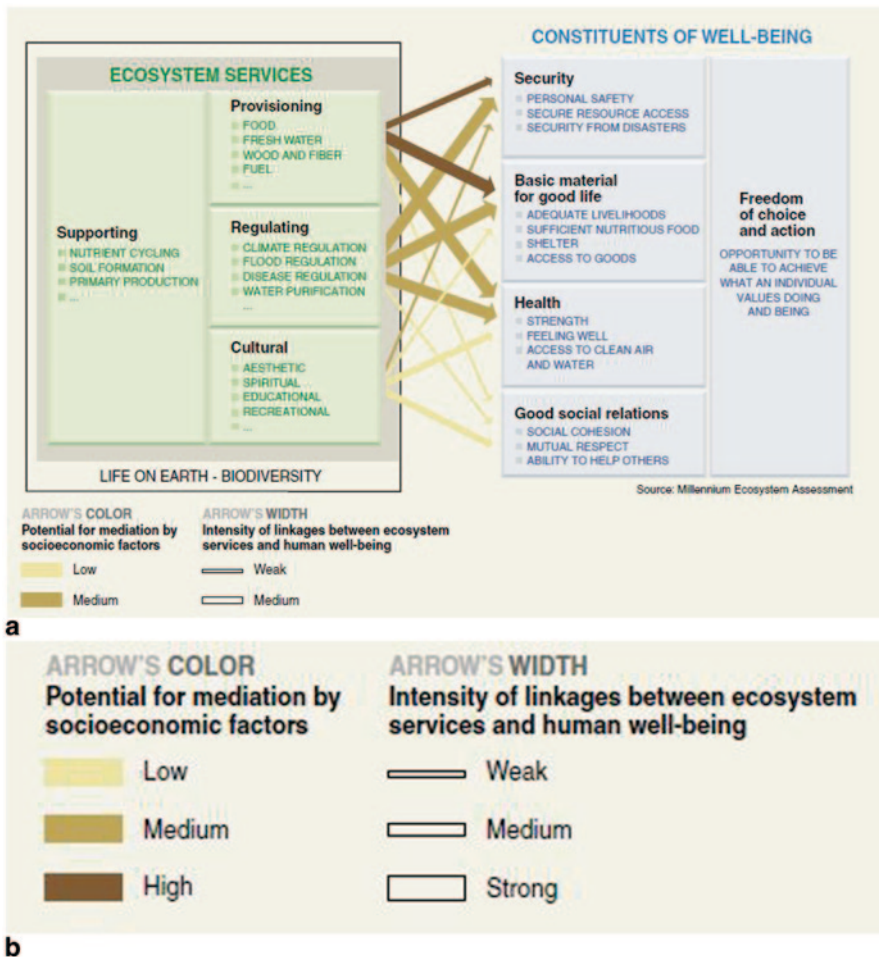 CONSTITUENTS OF WELL-BEING
ECOSYSTEM SERVICES
Supporting
NUTRIENT CYCLING
SOIL FORMATION
PRIMARY PRODUCTION
...
Provisioning
FOOD
FRESH WATER
WOOD AND FIBER
FUEL
...
Regulating
CLIMATE REGULATION
FLOOD REGULATION
DISEASE REGULATION
WATER PURIFICATION
...
Cultural
AESTHETIC
SPIRITUAL
EDUCATIONAL
RECREATIONAL
...
LIFE ON EARTH - BIODIVERSITY
Security
PERSONAL SAFETY
SECURE RESOURCE ACCESS
SECURITY FROM DISASTERS
Basic material
for good life
ADEQUATE LIVELIHOODS
SUFFICIENT NUTRITIOUS FOOD
SHELTER
ACCESS TO GOODS
Health
STRENGTH
FEELING WELL
ACCESS TO CLEAN AIR
AND WATER
Good social relations
SOCIAL COHESION
MUTUAL RESPECT
ABILITY TO HELP OTHERS
Freedom
of choice
and action
OPPORTUNITY TO BE
ABLE TO ACHIEVE
WHAT AN INDIVIDUAL
VALUES DOING
AND BEING
Source: Millennium Ecosystem Assessment
ARROW'S COLOR
Potential for mediation by
socioeconomic factors
Low
Medium
ARROW'S WIDTH
Intensity of linkages between ecosystem
services and human well-being
Weak
Medium
a
ARROW'S COLOR
Potential for mediation by
socioeconomic factors
Low
Medium
High
ARROW'S WIDTH
Intensity of linkages between ecosystem
services and human well-being
Weak
Medium
Strong
b